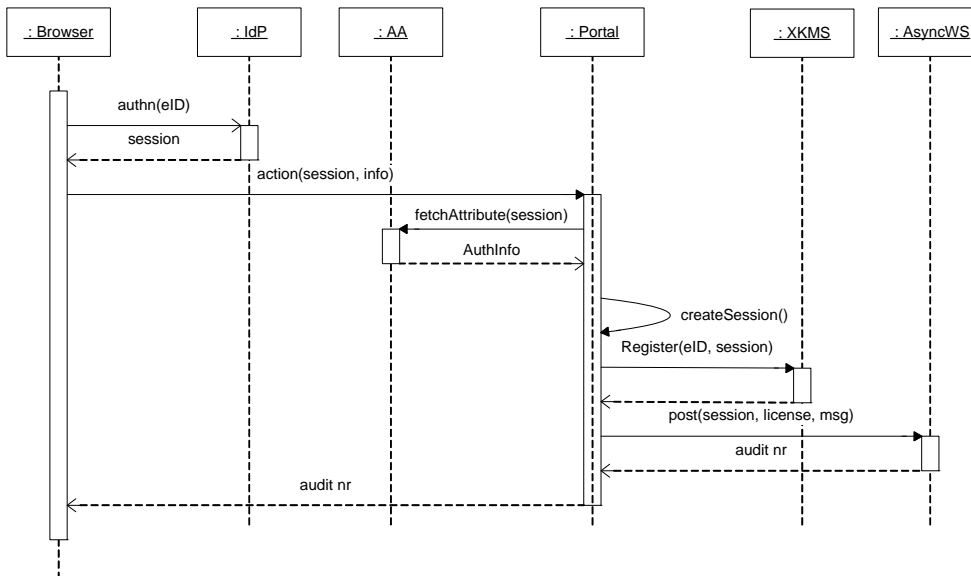 : Browser
: IdP
: AA
: Portal
: XKMS
: AsyncWS
authn(eID)
session
action(session, info)
fetchAttribute(session)
AuthInfo
createSession()
Register(eID, session)
post(session, license, msg)
audit nr
audit nr